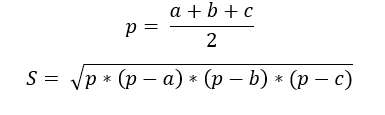 p = (a + b + c) / 2
S = √(p * (p − a) * (p − b) * (p − c))